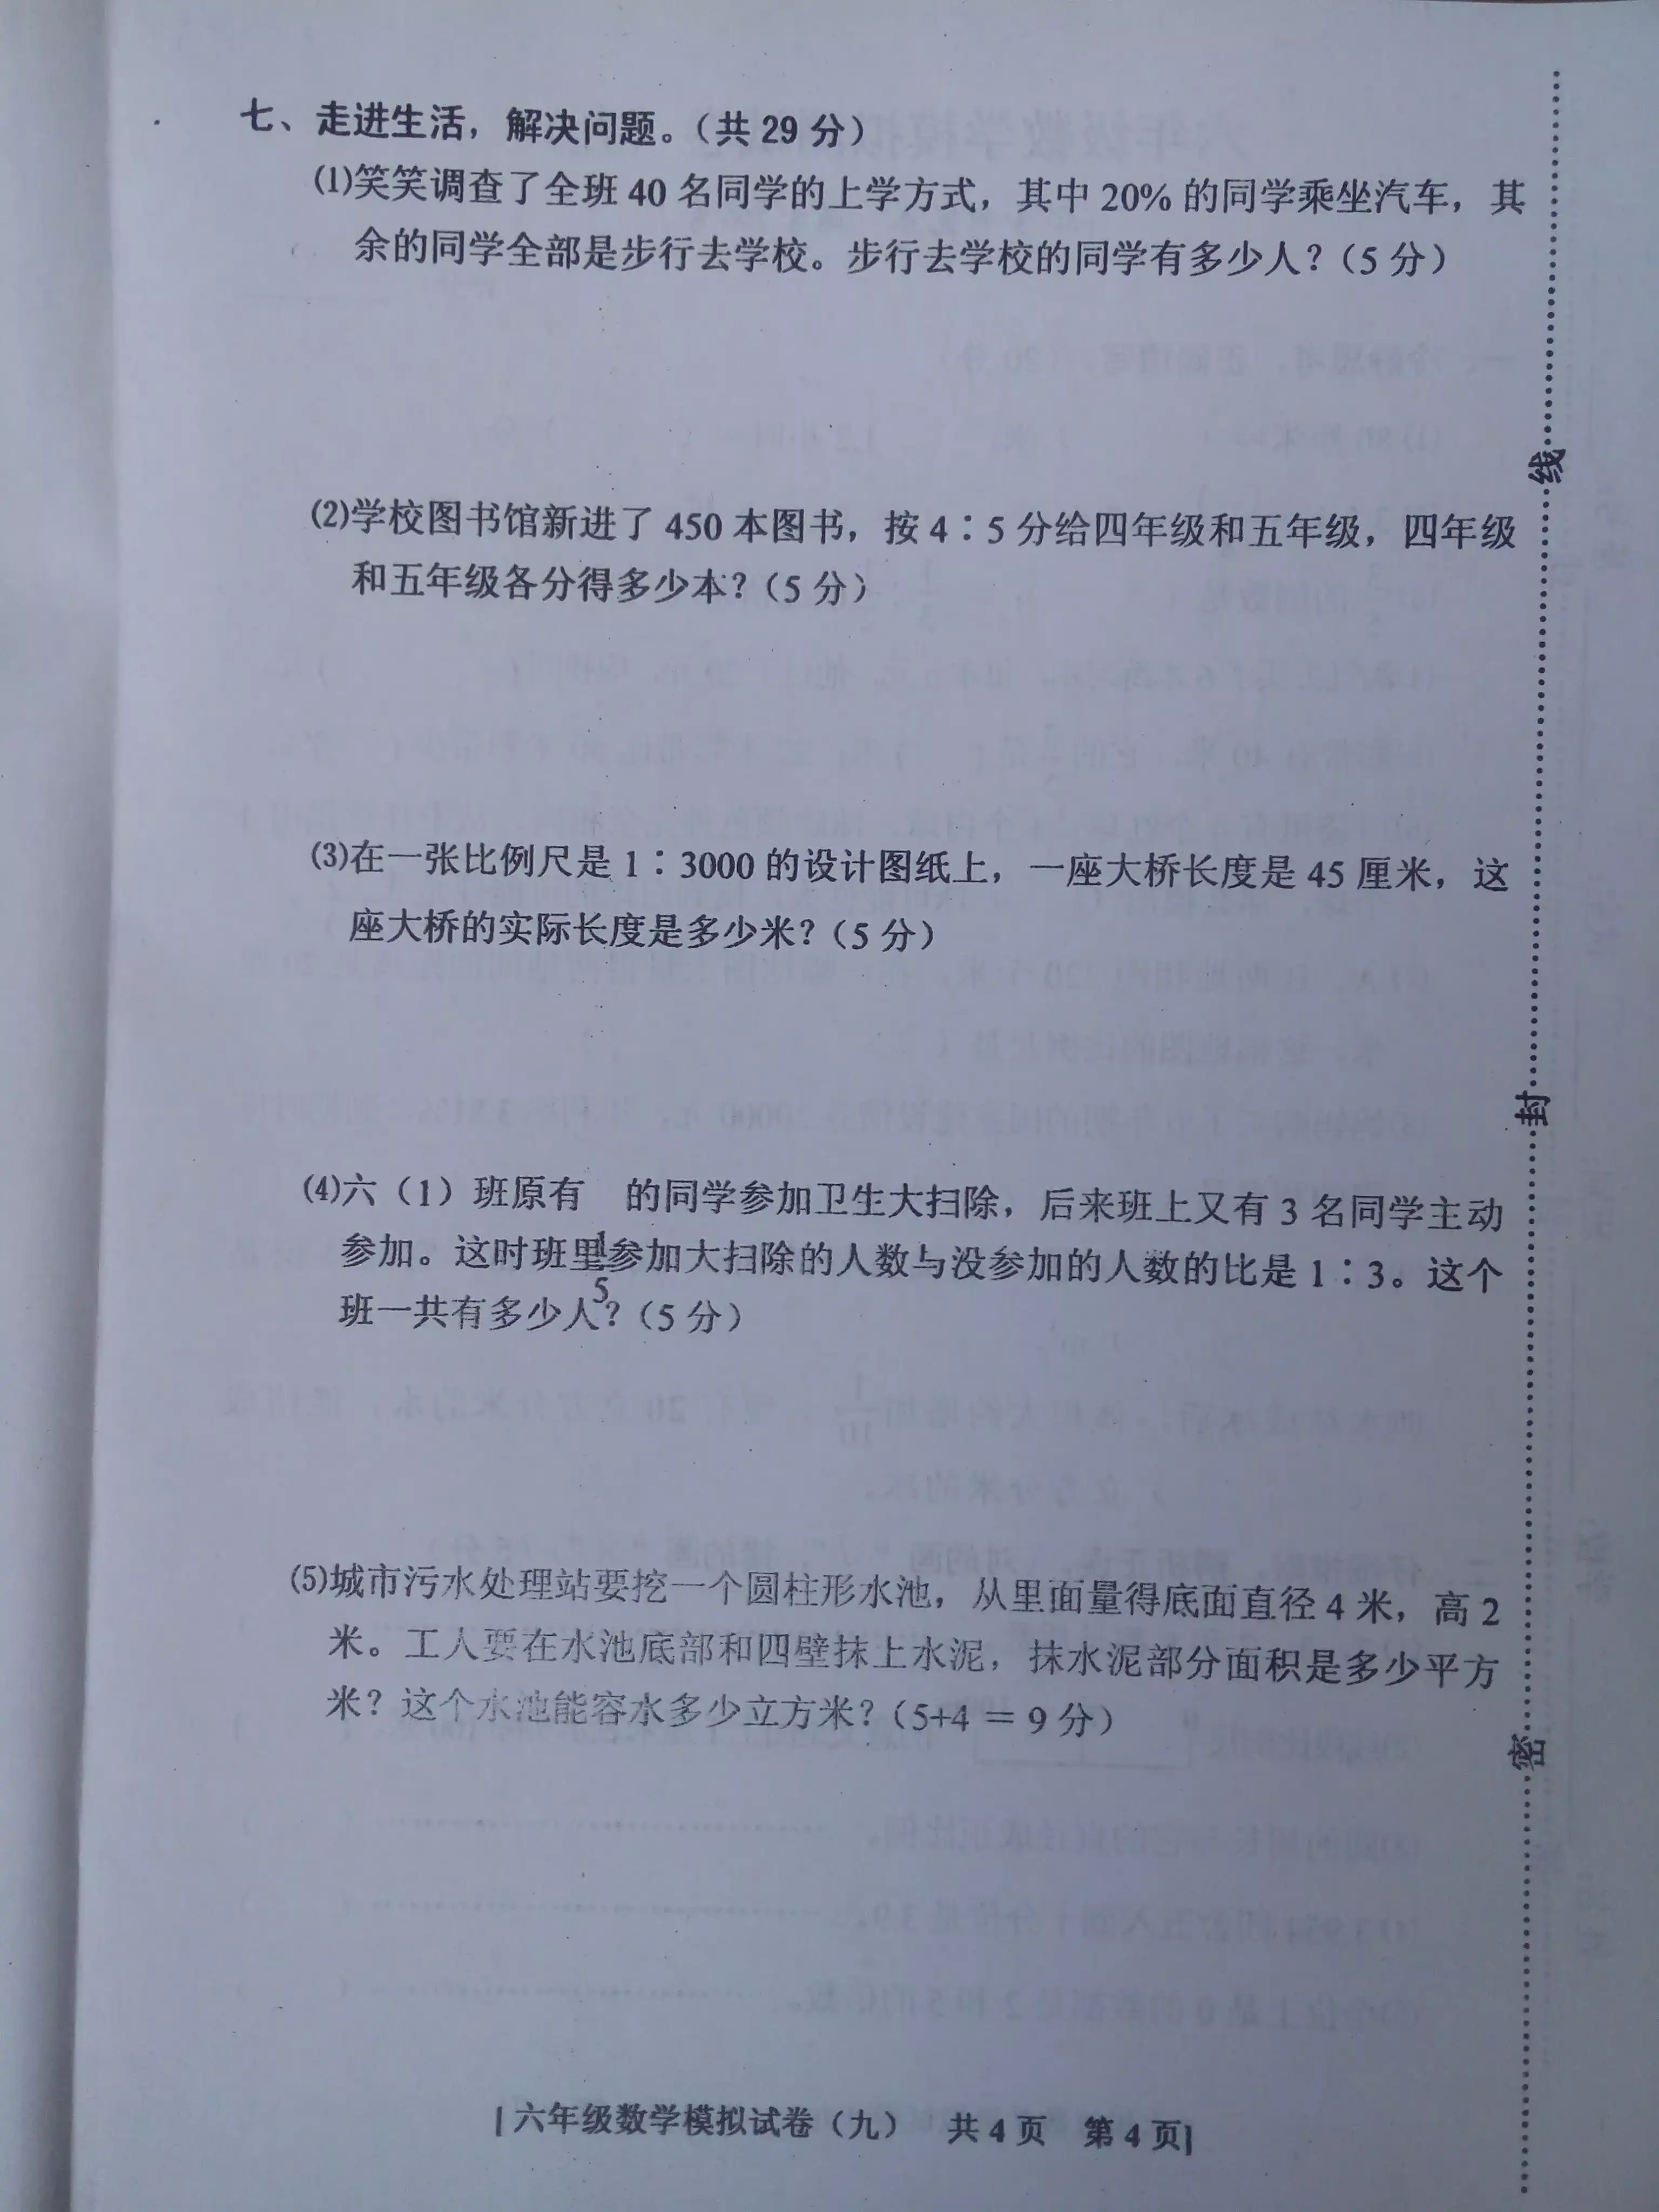 七、走进生活，解决问题。（共 29 分）
⑴笑笑调查了全班 40 名同学的上学方式，其中 20% 的同学乘坐汽车，其
余的同学全部是步行去学校。步行去学校的同学有多少人？（5 分）
⑵学校图书馆新进了 450 本图书，按 4∶5 分给四年级和五年级，四年级
和五年级各分得多少本？（5 分）
⑶在一张比例尺是 1∶3000 的设计图纸上，一座大桥长度是 45 厘米，这
座大桥的实际长度是多少米？（5 分）
⑷六（1）班原有 1/5 的同学参加卫生大扫除，后来班上又有 3 名同学主动
参加。这时班里参加大扫除的人数与没参加的人数的比是 1∶3。这个
班一共有多少人？（5 分）
⑸城市污水处理站要挖一个圆柱形水池，从里面量得底面直径 4 米，高 2
米。工人要在水池底部和四壁抹上水泥，抹水泥部分面积是多少平方
米？这个水池能容水多少立方米？（5+4 ＝ 9 分）
六年级数学模拟试卷（九） 共 4 页 第 4 页
线
封
密